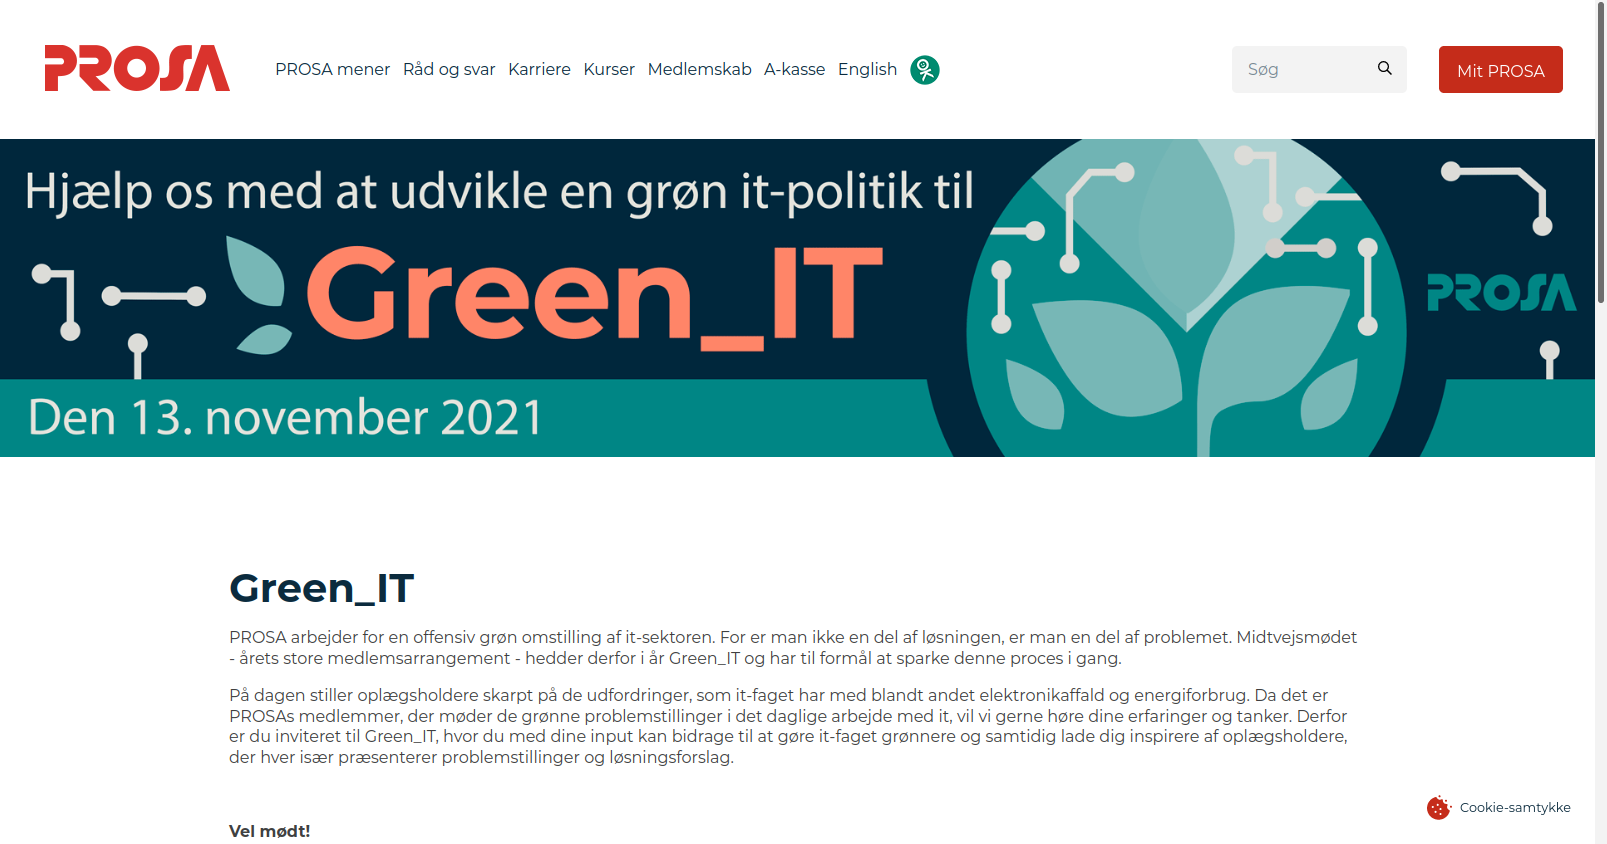 PROSA
PROSA mener Råd og svar Karriere Kurser Medlemskab A-kasse English
Søg
Mit PROSA
Hjælp os med at udvikle en grøn it-politik til
Green_IT
PROSA
Den 13. november 2021
Green_IT
PROSA arbejder for en offensiv grøn omstilling af it-sektoren. For er man ikke en del af løsningen, er man en del af problemet. Midtvejsmødet
- årets store medlemsarrangement - hedder derfor i år Green_IT og har til formål at sparke denne proces i gang.
På dagen stiller oplægsholdere skarpt på de udfordringer, som it-faget har med blandt andet elektronikaffald og energiforbrug. Da det er
PROSAs medlemmer, der møder de grønne problemstillinger i det daglige arbejde med it, vil vi gerne høre dine erfaringer og tanker. Derfor
er du inviteret til Green_IT, hvor du med dine input kan bidrage til at gøre it-faget grønnere og samtidig lade dig inspirere af oplægsholdere,
der hver især præsenterer problemstillinger og løsningsforslag.
Cookie-samtykke
Vel mødt!